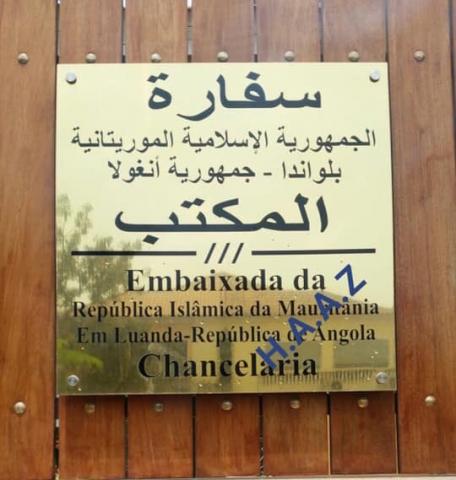 سفارة
الجمهورية الإسلامية الموريتانية
بلواندا - جمهورية أنغولا
المكتب
///
Embaixada da
República Islâmica da Mauritânia
Em Luanda-República de Angola
Chancelaria
H.A.A.Z